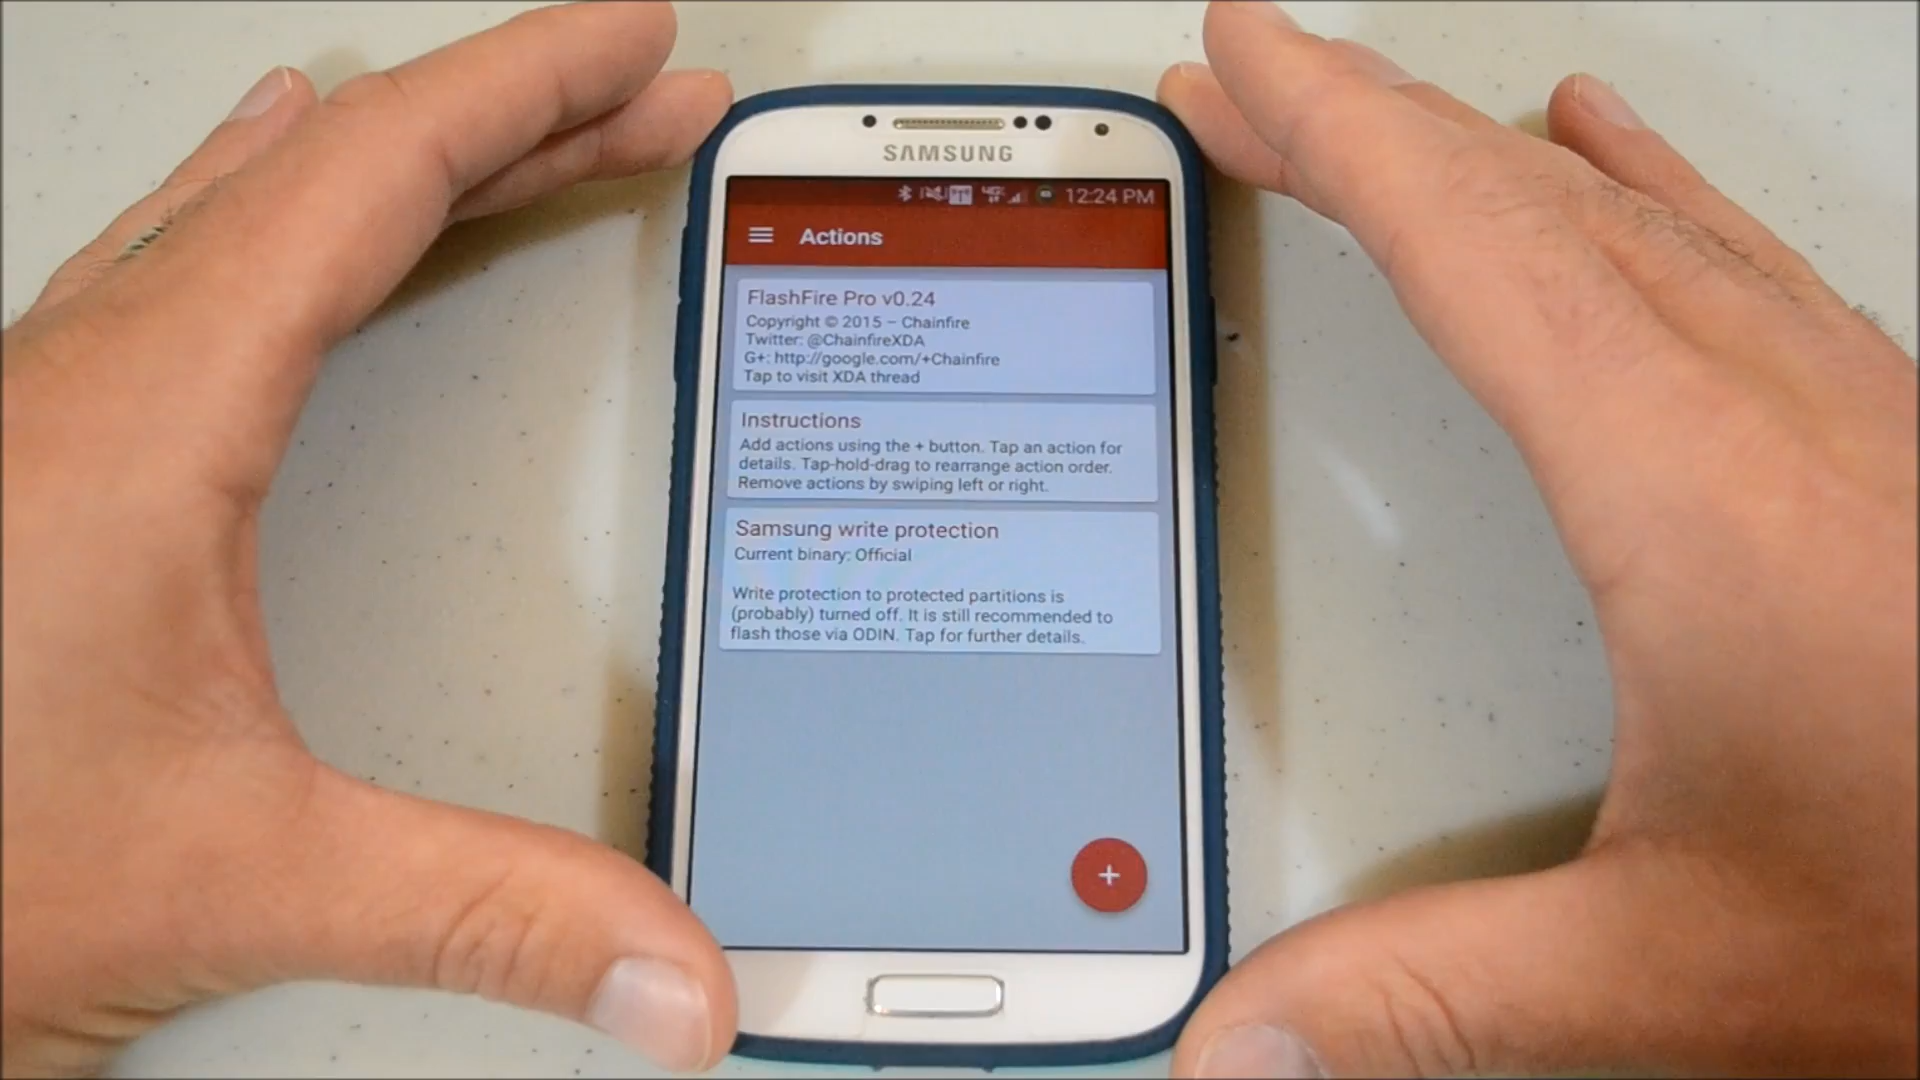 SAMSUNG
4G 12:24 PM
Actions
FlashFire Pro v0.24
Copyright © 2015 – Chainfire
Twitter: @ChainfireXDA
G+: http://google.com/+Chainfire
Tap to visit XDA thread
Instructions
Add actions using the + button. Tap an action for
details. Tap-hold-drag to rearrange action order.
Remove actions by swiping left or right.
Samsung write protection
Current binary: Official
Write protection to protected partitions is
(probably) turned off. It is still recommended to
flash those via ODIN. Tap for further details.
+